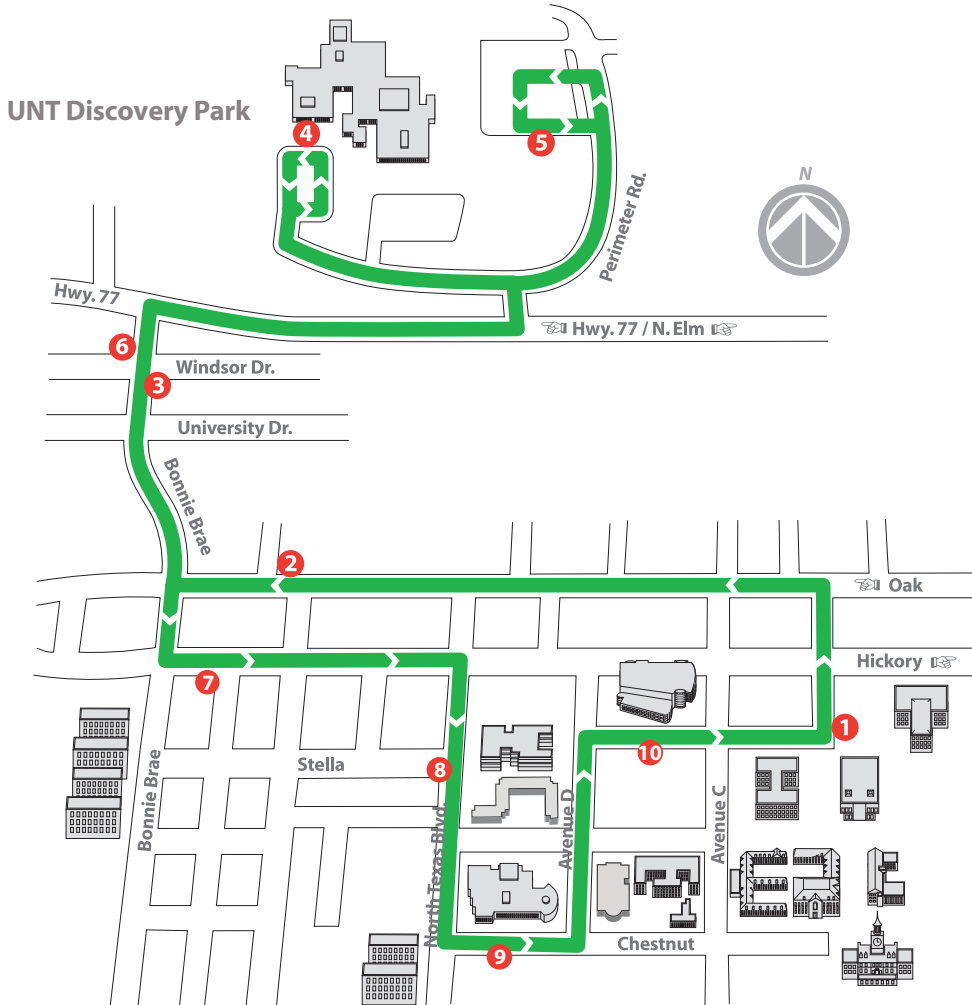 UNT Discovery Park
4
5
N
Perimeter Rd.
Hwy. 77
Hwy. 77 / N. Elm
6
Windsor Dr.
3
University Dr.
Bonnie Brae
2
Oak
Hickory
7
1
10
Stella
8
Bonnie Brae
North Texas Blvd.
Avenue D
Avenue C
Chestnut
9